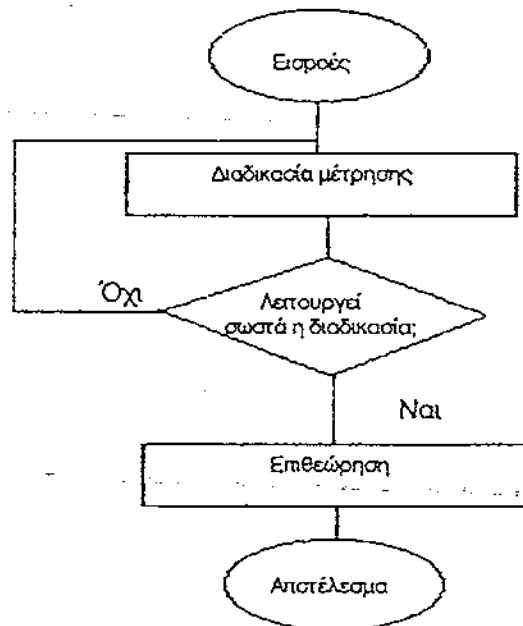 Εισροές
Διαδικασία μέτρησης
Όχι
Λειτουργεί
σωστά η διαδικασία;
Ναι
Επιθεώρηση
Αποτέλεσμα